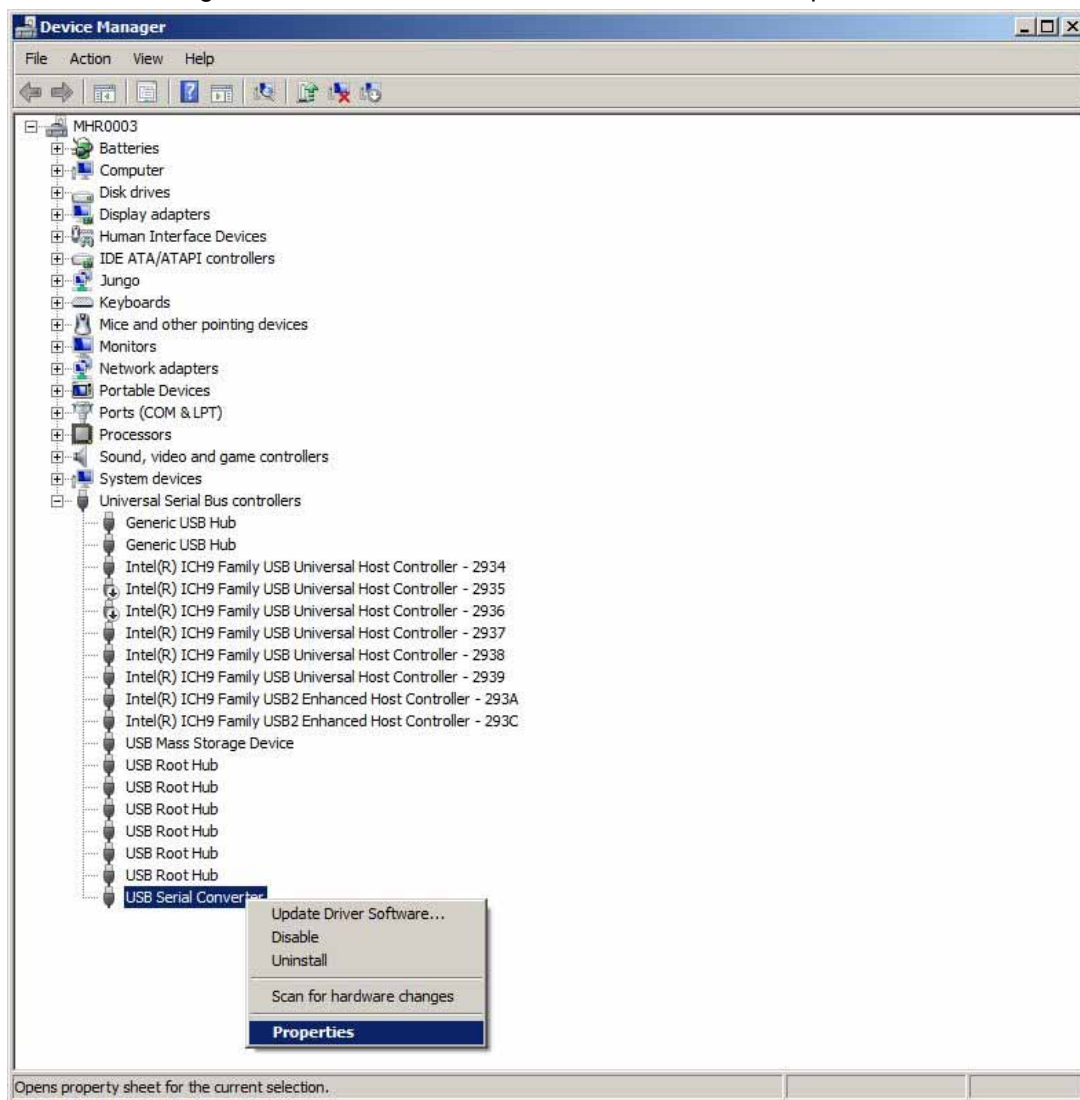 Device Manager
File Action View Help
MHR0003
Batteries
Computer
Disk drives
Display adapters
Human Interface Devices
IDE ATA/ATAPI controllers
Jungo
Keyboards
Mice and other pointing devices
Monitors
Network adapters
Portable Devices
Ports (COM & LPT)
Processors
Sound, video and game controllers
System devices
Universal Serial Bus controllers
Generic USB Hub
Generic USB Hub
Intel(R) ICH9 Family USB Universal Host Controller - 2934
Intel(R) ICH9 Family USB Universal Host Controller - 2935
Intel(R) ICH9 Family USB Universal Host Controller - 2936
Intel(R) ICH9 Family USB Universal Host Controller - 2937
Intel(R) ICH9 Family USB Universal Host Controller - 2938
Intel(R) ICH9 Family USB Universal Host Controller - 2939
Intel(R) ICH9 Family USB2 Enhanced Host Controller - 293A
Intel(R) ICH9 Family USB2 Enhanced Host Controller - 293C
USB Mass Storage Device
USB Root Hub
USB Root Hub
USB Root Hub
USB Root Hub
USB Root Hub
USB Root Hub
USB Serial Converter
Update Driver Software...
Disable
Uninstall
Scan for hardware changes
Properties
Opens property sheet for the current selection.